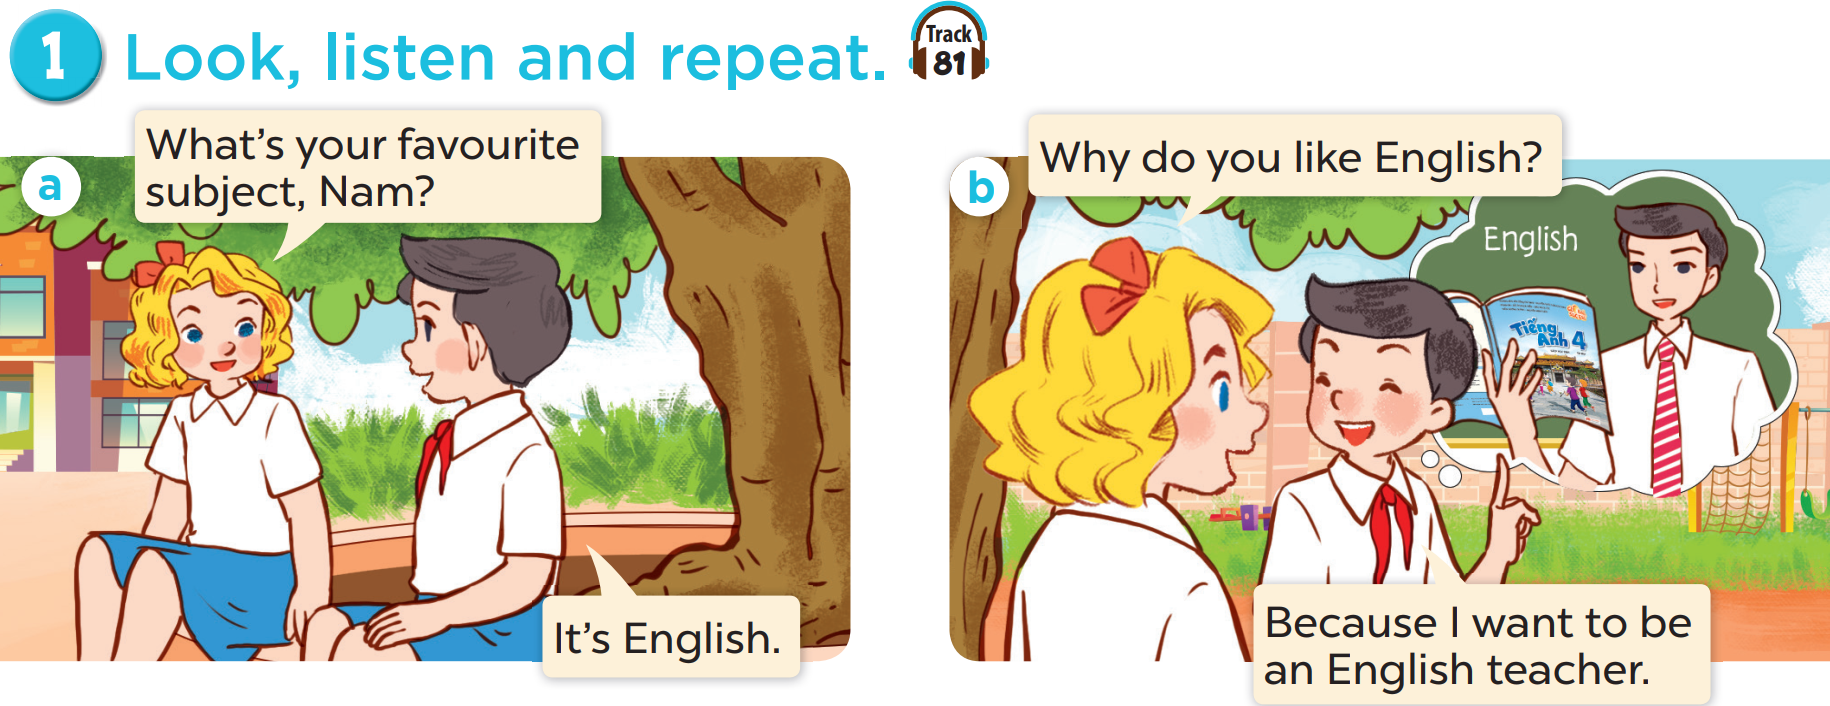 1 Look, listen and repeat.
Track
81
a
What's your favourite
subject, Nam?
It's English.
b
Why do you like English?
English
Tiếng
Anh 4
Because I want to be
an English teacher.